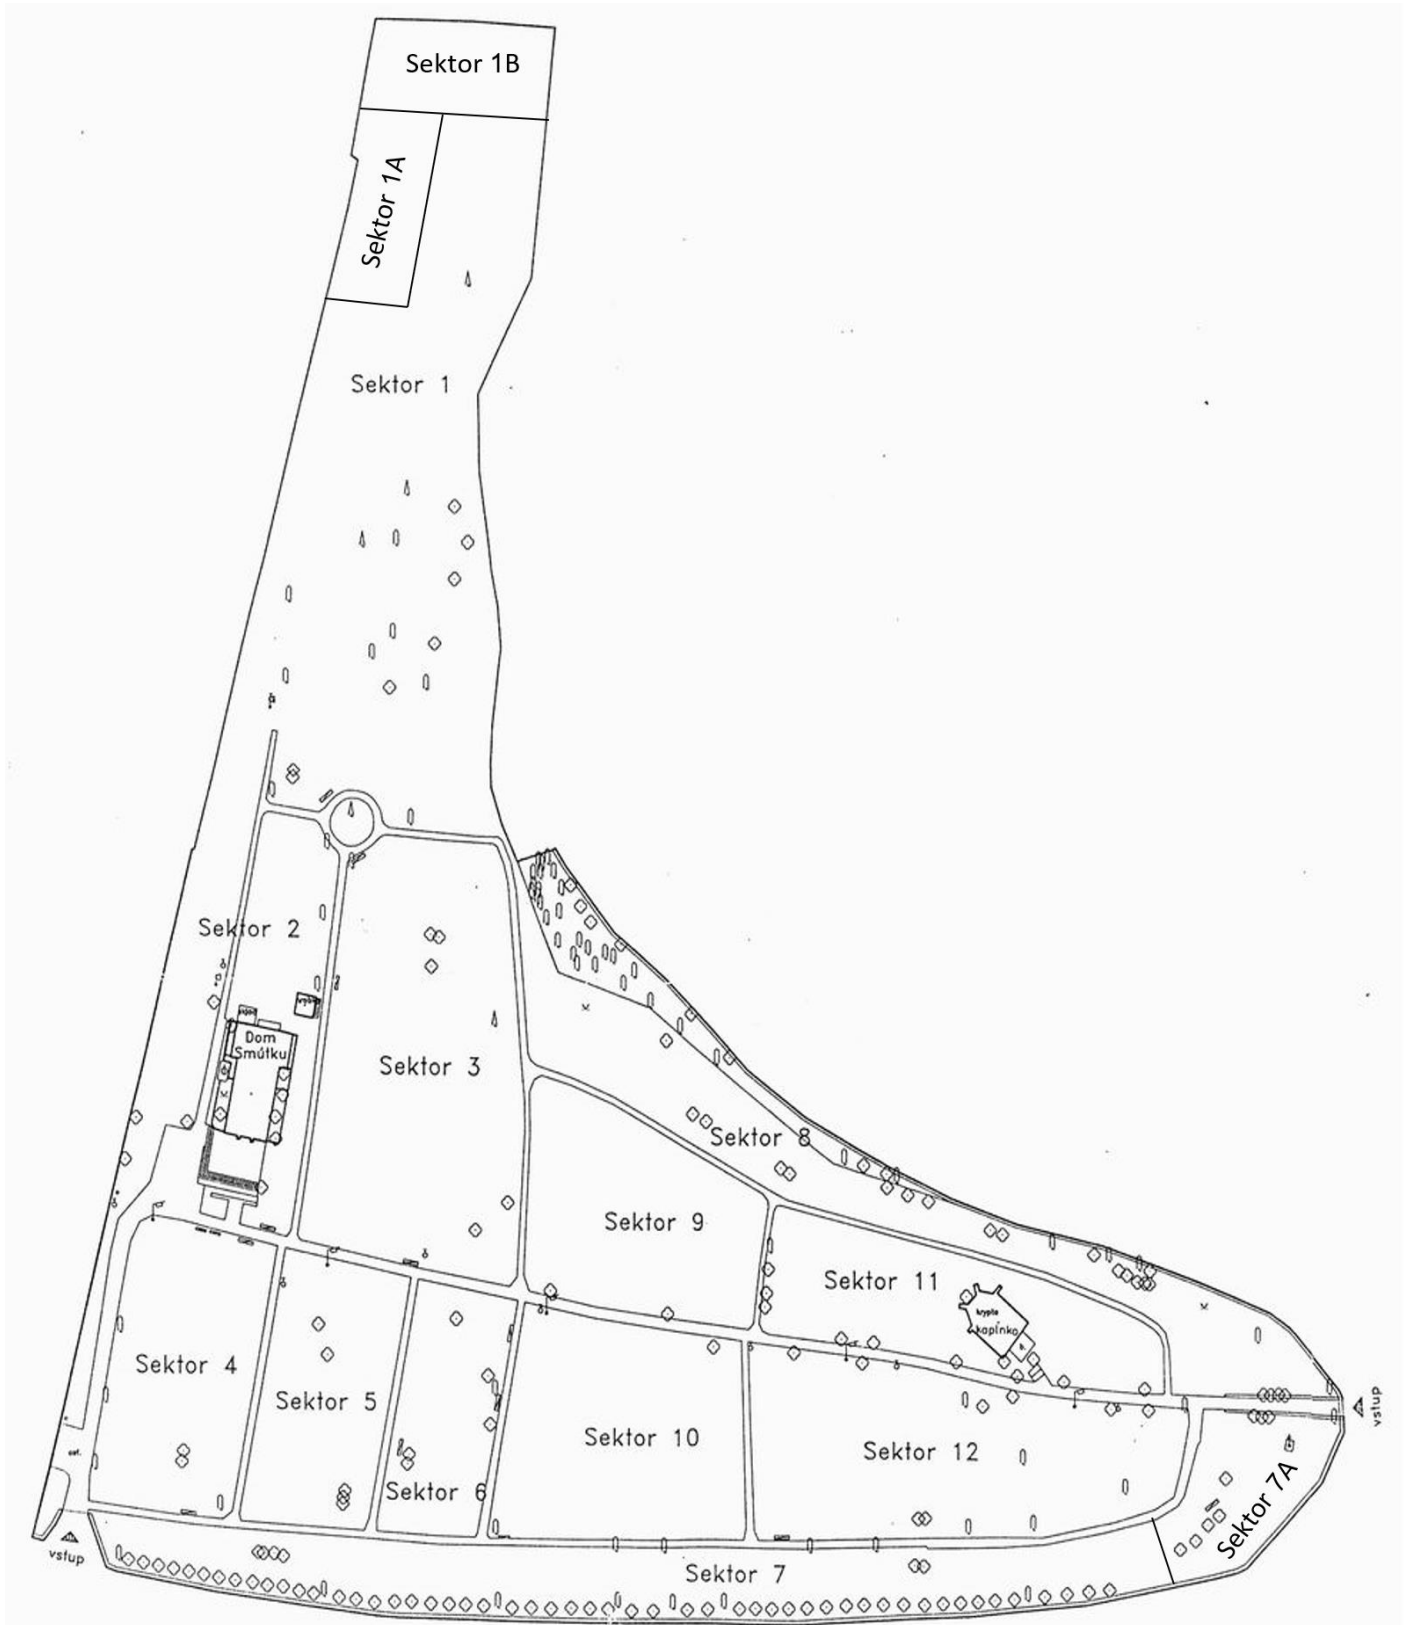 Sektor 1B
Sektor 1A
Sektor 1
Sektor 2
Dom
Smútku
Sektor 3
Sektor 8
Sektor 9
Sektor 11
krypta
kaplnka
Sektor 4
Sektor 5
Sektor 6
Sektor 10
Sektor 12
Sektor 7A
vstup
vstup
Sektor 7